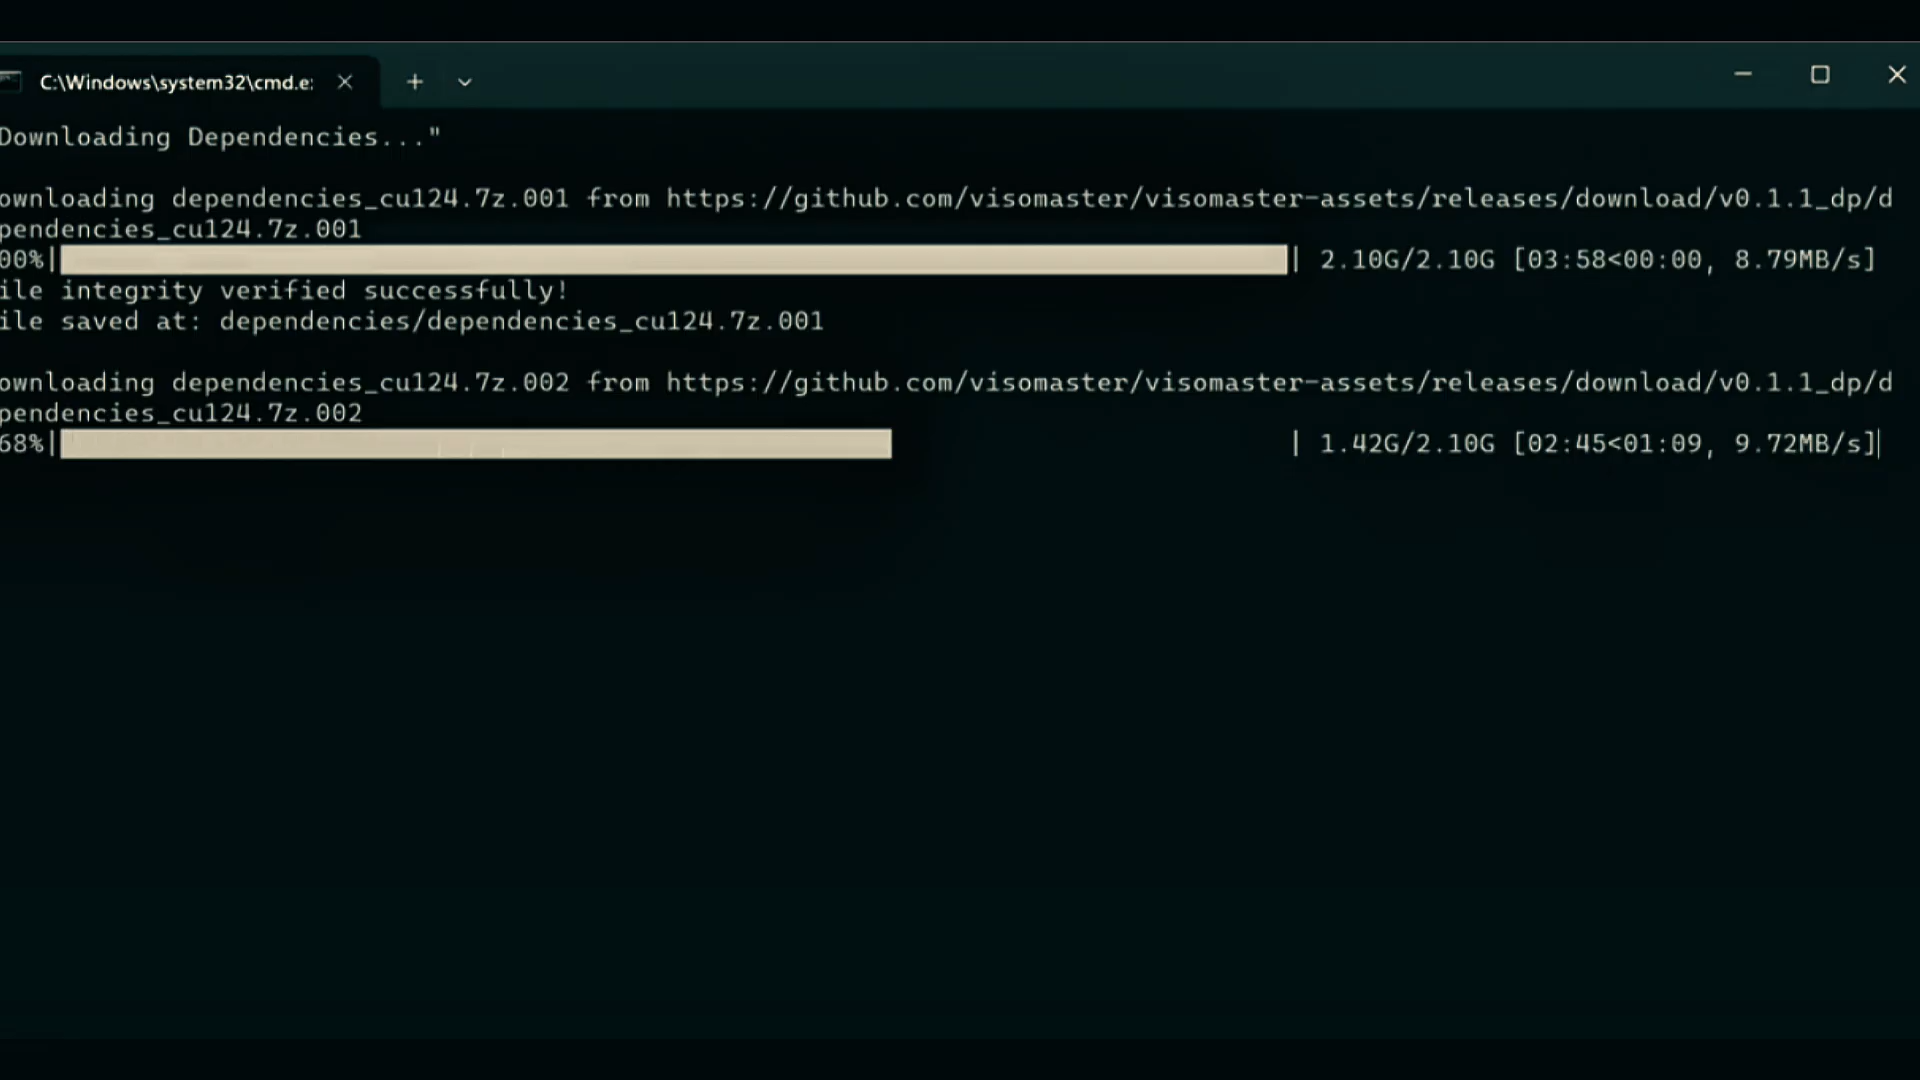 C:\Windows\system32\cmd.e
Downloading Dependencies..."
ownloading dependencies_cu124.7z.001 from https://github.com/visomaster/visomaster-assets/releases/download/v0.1.1_dp/d
pendencies_cu124.7z.001
00%| | 2.10G/2.10G [03:58<00:00, 8.79MB/s]
ile integrity verified successfully!
ile saved at: dependencies/dependencies_cu124.7z.001
ownloading dependencies_cu124.7z.002 from https://github.com/visomaster/visomaster-assets/releases/download/v0.1.1_dp/d
pendencies_cu124.7z.002
68%| | 1.42G/2.10G [02:45<01:09, 9.72MB/s]